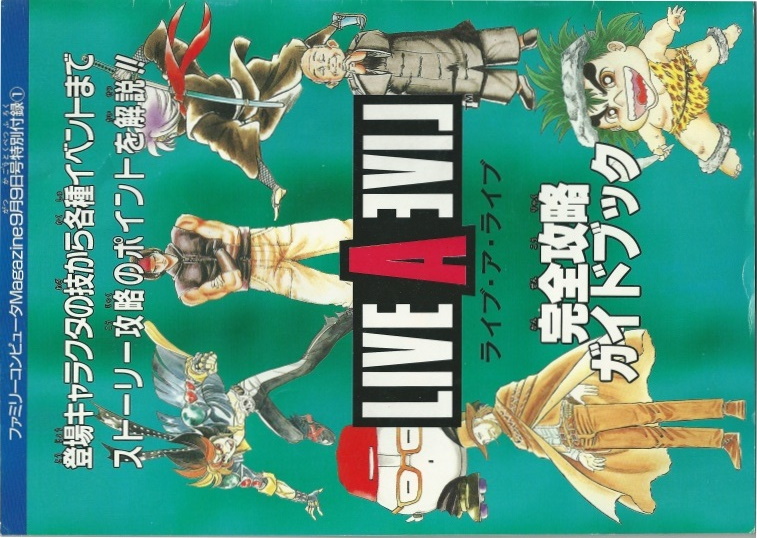 ファミリーコンピュータMagazine9月9日号特別付録①
登場キャラクタの技から各種イベントまで
ストーリー攻略のポイントを解説!!
LIVE A LIVE
ライブ・ア・ライブ
完全攻略
ガイドブック